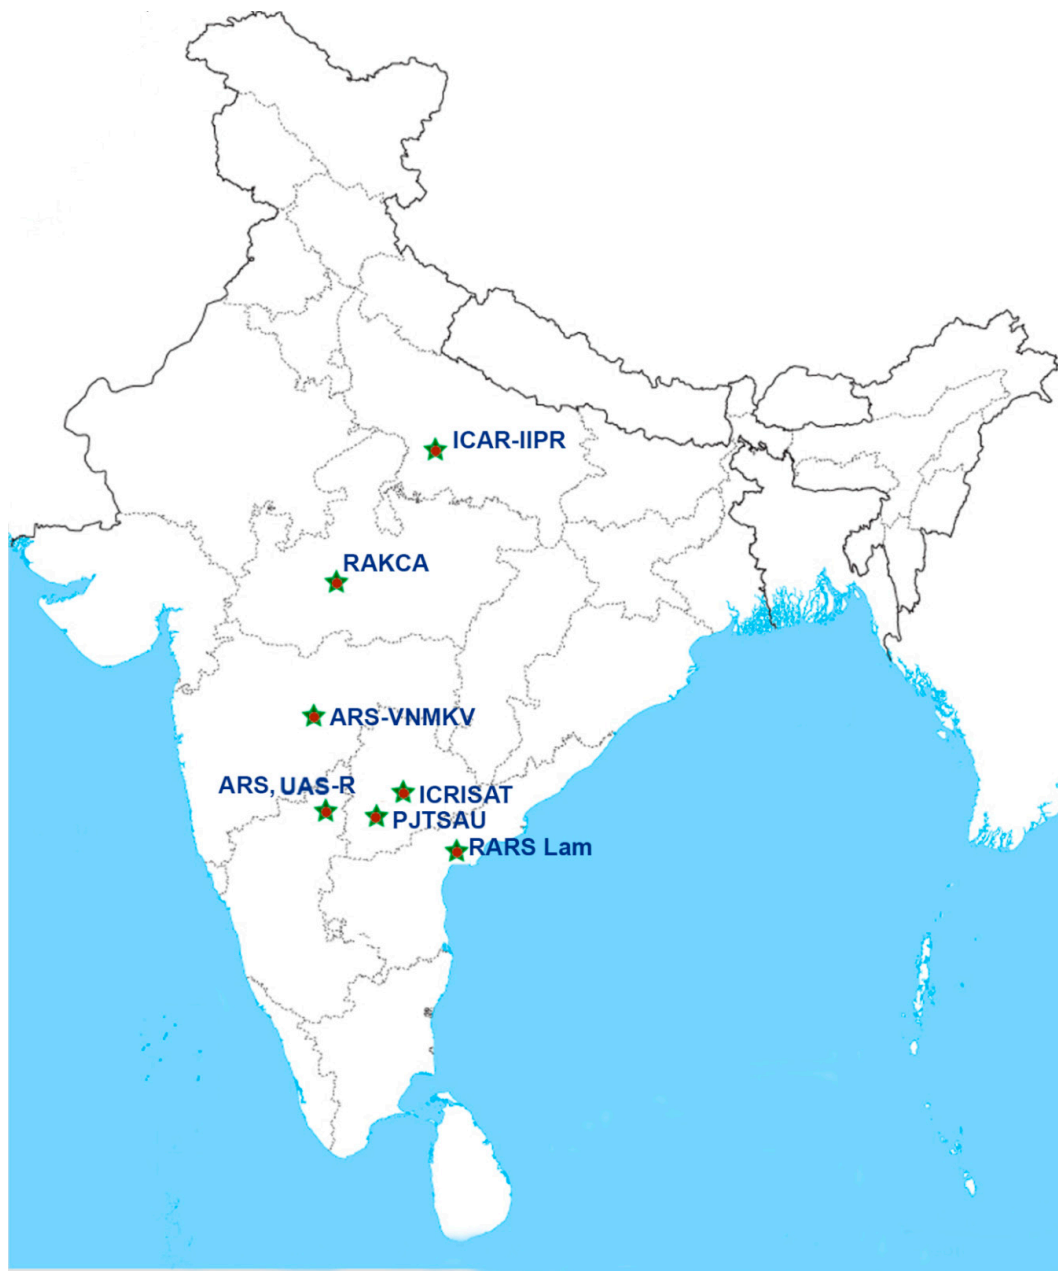 ICAR-IIPR
RAKCA
ARS-VNMKV
ARS, UAS-R
ICRISAT
PJTSAU
RARS Lam